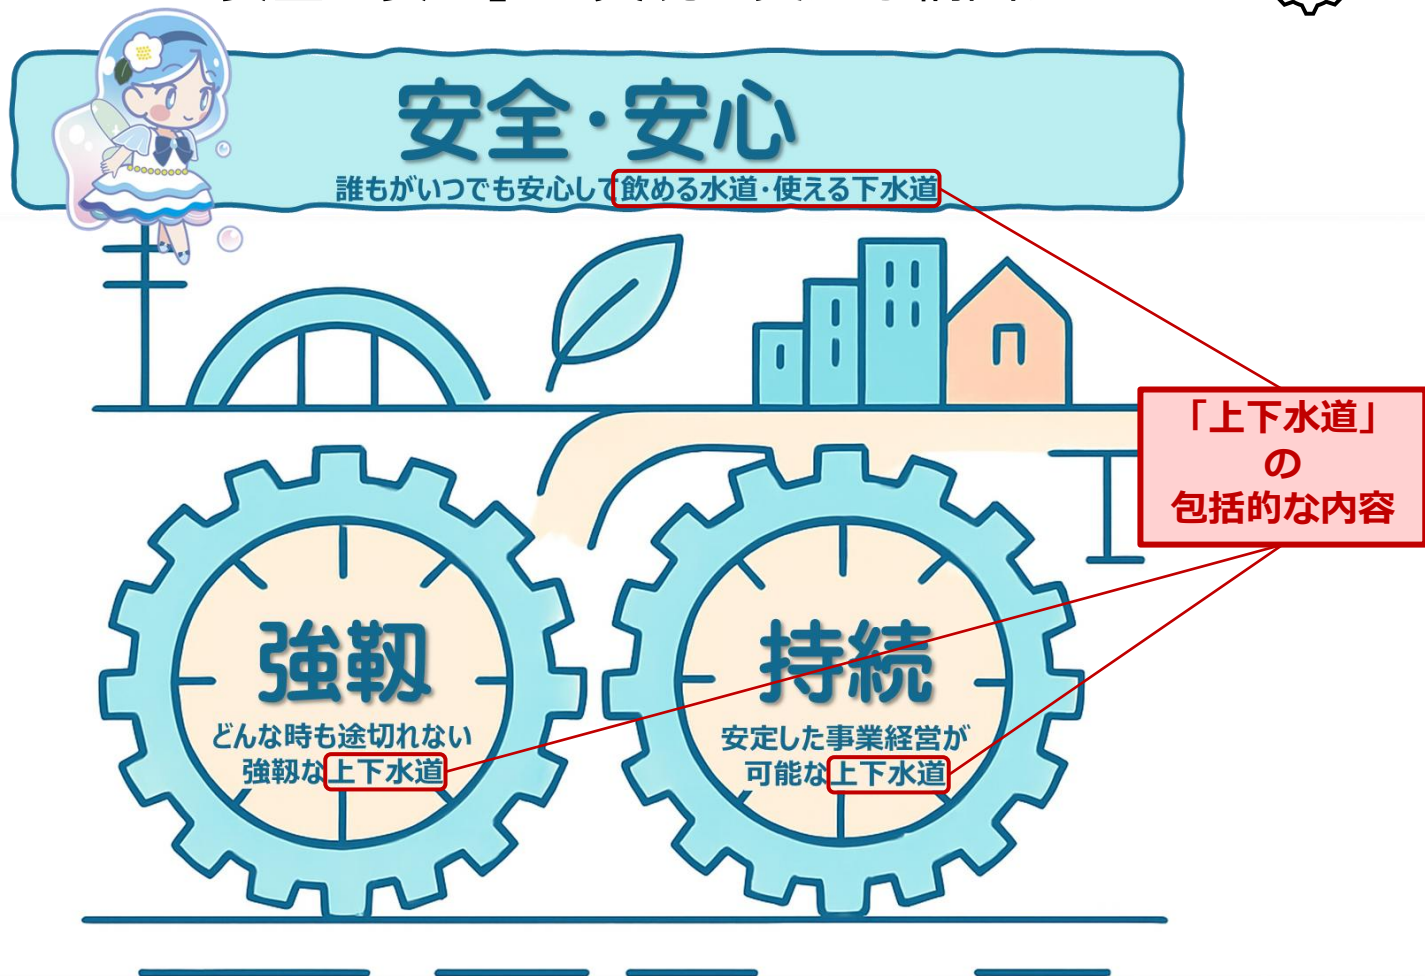 安全・安心
誰もがいつでも安心して飲める水道・使える下水道
「上下水道」
の
包括的な内容
強靱
どんな時も途切れない
強靱な上下水道
持続
安定した事業経営が
可能な上下水道